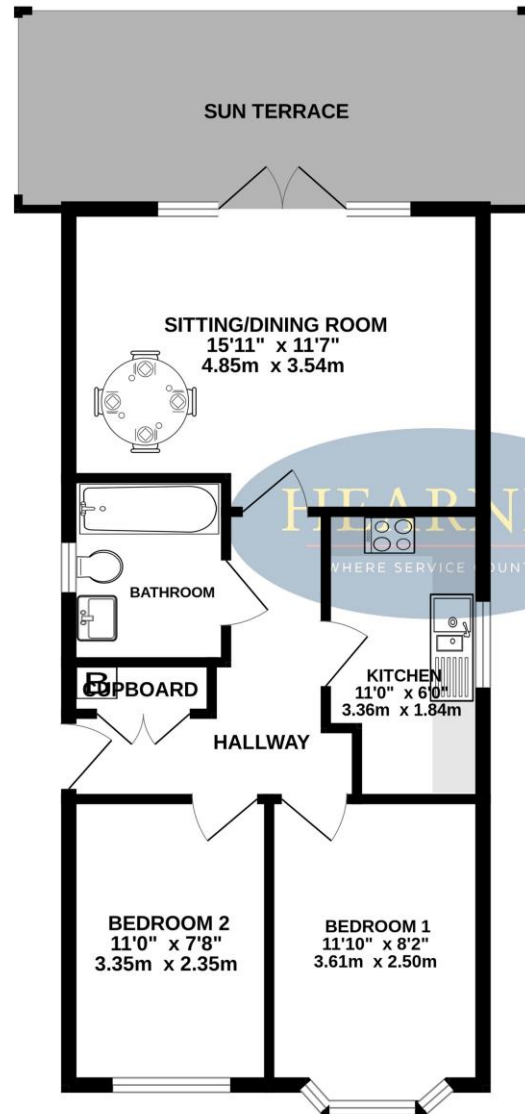 SUN TERRACE
SITTING/DINING ROOM
15'11" x 11'7"
4.85m x 3.54m
HEARN
WHERE SERVICE COUNT
BATHROOM
B
CUPBOARD
KITCHEN
11'0" x 6'0"
3.36m x 1.84m
HALLWAY
BEDROOM 2
11'0" x 7'8"
3.35m x 2.35m
BEDROOM 1
11'10" x 8'2"
3.61m x 2.50m